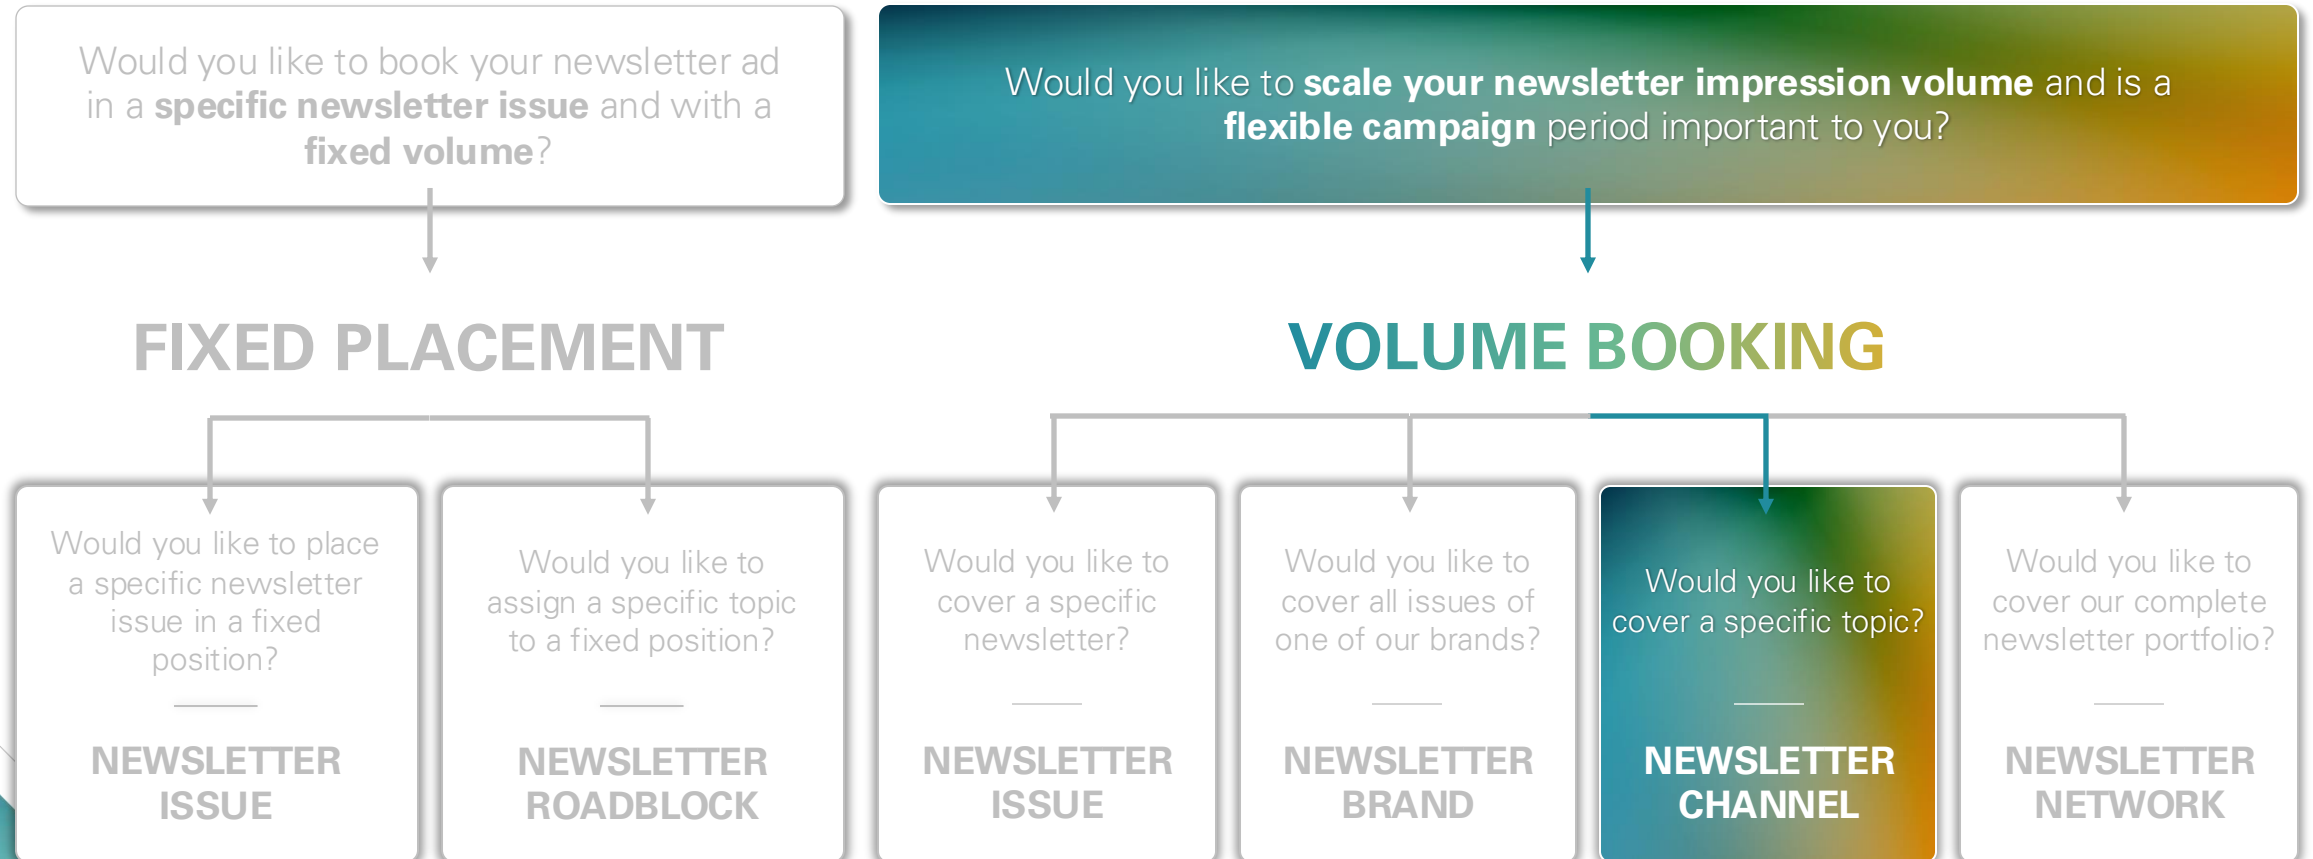 Would you like to book your newsletter ad
in a specific newsletter issue and with a
fixed volume?
Would you like to scale your newsletter impression volume and is a
flexible campaign period important to you?
FIXED PLACEMENT
VOLUME BOOKING
Would you like to place
a specific newsletter
issue in a fixed
position?
NEWSLETTER
ISSUE
Would you like to
assign a specific topic
to a fixed position?
NEWSLETTER
ROADBLOCK
Would you like to
cover a specific
newsletter?
NEWSLETTER
ISSUE
Would you like to
cover all issues of
one of our brands?
NEWSLETTER
BRAND
Would you like to
cover a specific topic?
NEWSLETTER
CHANNEL
Would you like to
cover our complete
newsletter portfolio?
NEWSLETTER
NETWORK